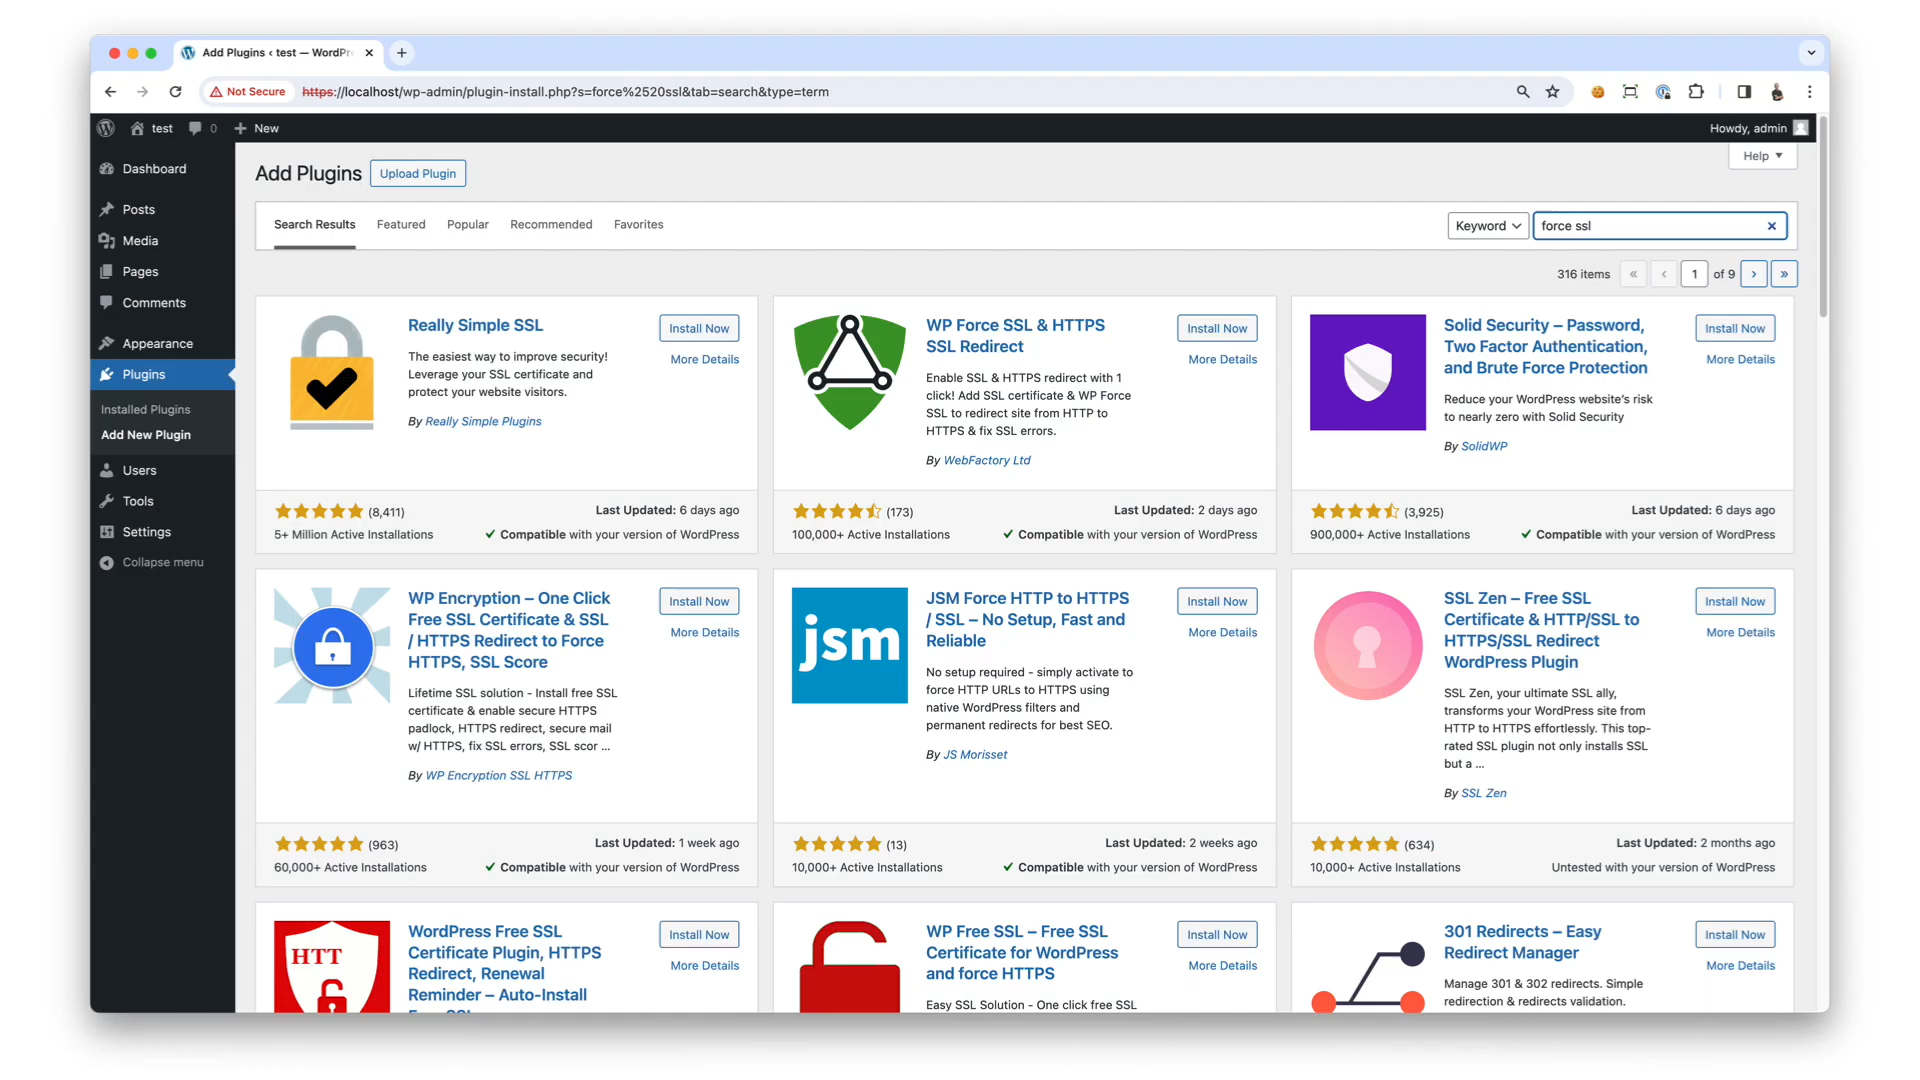 Add Plugins ‹ test — WordPr
Not Secure https://localhost/wp-admin/plugin-install.php?s=force%2520ssl&tab=search&type=term
test 0 New
Howdy, admin
Dashboard
Posts
Media
Pages
Comments
Appearance
Plugins
Installed Plugins
Add New Plugin
Users
Tools
Settings
Collapse menu
Add Plugins
Upload Plugin
Help
Search Results Featured Popular Recommended Favorites
Keyword
force ssl
316 items « ‹ 1 of 9 › »
Really Simple SSL
Install Now
More Details
The easiest way to improve security!
Leverage your SSL certificate and
protect your website visitors.
By Really Simple Plugins
(8,411)
Last Updated: 6 days ago
5+ Million Active Installations
Compatible with your version of WordPress
WP Force SSL & HTTPS
SSL Redirect
Install Now
More Details
Enable SSL & HTTPS redirect with 1
click! Add SSL certificate & WP Force
SSL to redirect site from HTTP to
HTTPS & fix SSL errors.
By WebFactory Ltd
(173)
Last Updated: 2 days ago
100,000+ Active Installations
Compatible with your version of WordPress
Solid Security – Password,
Two Factor Authentication,
and Brute Force Protection
Install Now
More Details
Reduce your WordPress website's risk
to nearly zero with Solid Security
By SolidWP
(3,925)
Last Updated: 6 days ago
900,000+ Active Installations
Compatible with your version of WordPress
WP Encryption – One Click
Free SSL Certificate & SSL
/ HTTPS Redirect to Force
HTTPS, SSL Score
Install Now
More Details
Lifetime SSL solution - Install free SSL
certificate & enable secure HTTPS
padlock, HTTPS redirect, secure mail
w/ HTTPS, fix SSL errors, SSL scor ...
By WP Encryption SSL HTTPS
(963)
Last Updated: 1 week ago
60,000+ Active Installations
Compatible with your version of WordPress
jsm
JSM Force HTTP to HTTPS
/ SSL – No Setup, Fast and
Reliable
Install Now
More Details
No setup required - simply activate to
force HTTP URLs to HTTPS using
native WordPress filters and
permanent redirects for best SEO.
By JS Morisset
(13)
Last Updated: 2 weeks ago
10,000+ Active Installations
Compatible with your version of WordPress
SSL Zen – Free SSL
Certificate & HTTP/SSL to
HTTPS/SSL Redirect
WordPress Plugin
Install Now
More Details
SSL Zen, your ultimate SSL ally,
transforms your WordPress site from
HTTP to HTTPS effortlessly. This top-
rated SSL plugin not only installs SSL
but a ...
By SSL Zen
(634)
Last Updated: 2 months ago
10,000+ Active Installations
Untested with your version of WordPress
HTT
WordPress Free SSL
Certificate Plugin, HTTPS
Redirect, Renewal
Reminder – Auto-Install
Install Now
More Details
WP Free SSL – Free SSL
Certificate for WordPress
and force HTTPS
Install Now
More Details
Easy SSL Solution - One click free SSL
301 Redirects – Easy
Redirect Manager
Install Now
More Details
Manage 301 & 302 redirects. Simple
redirection & redirects validation.